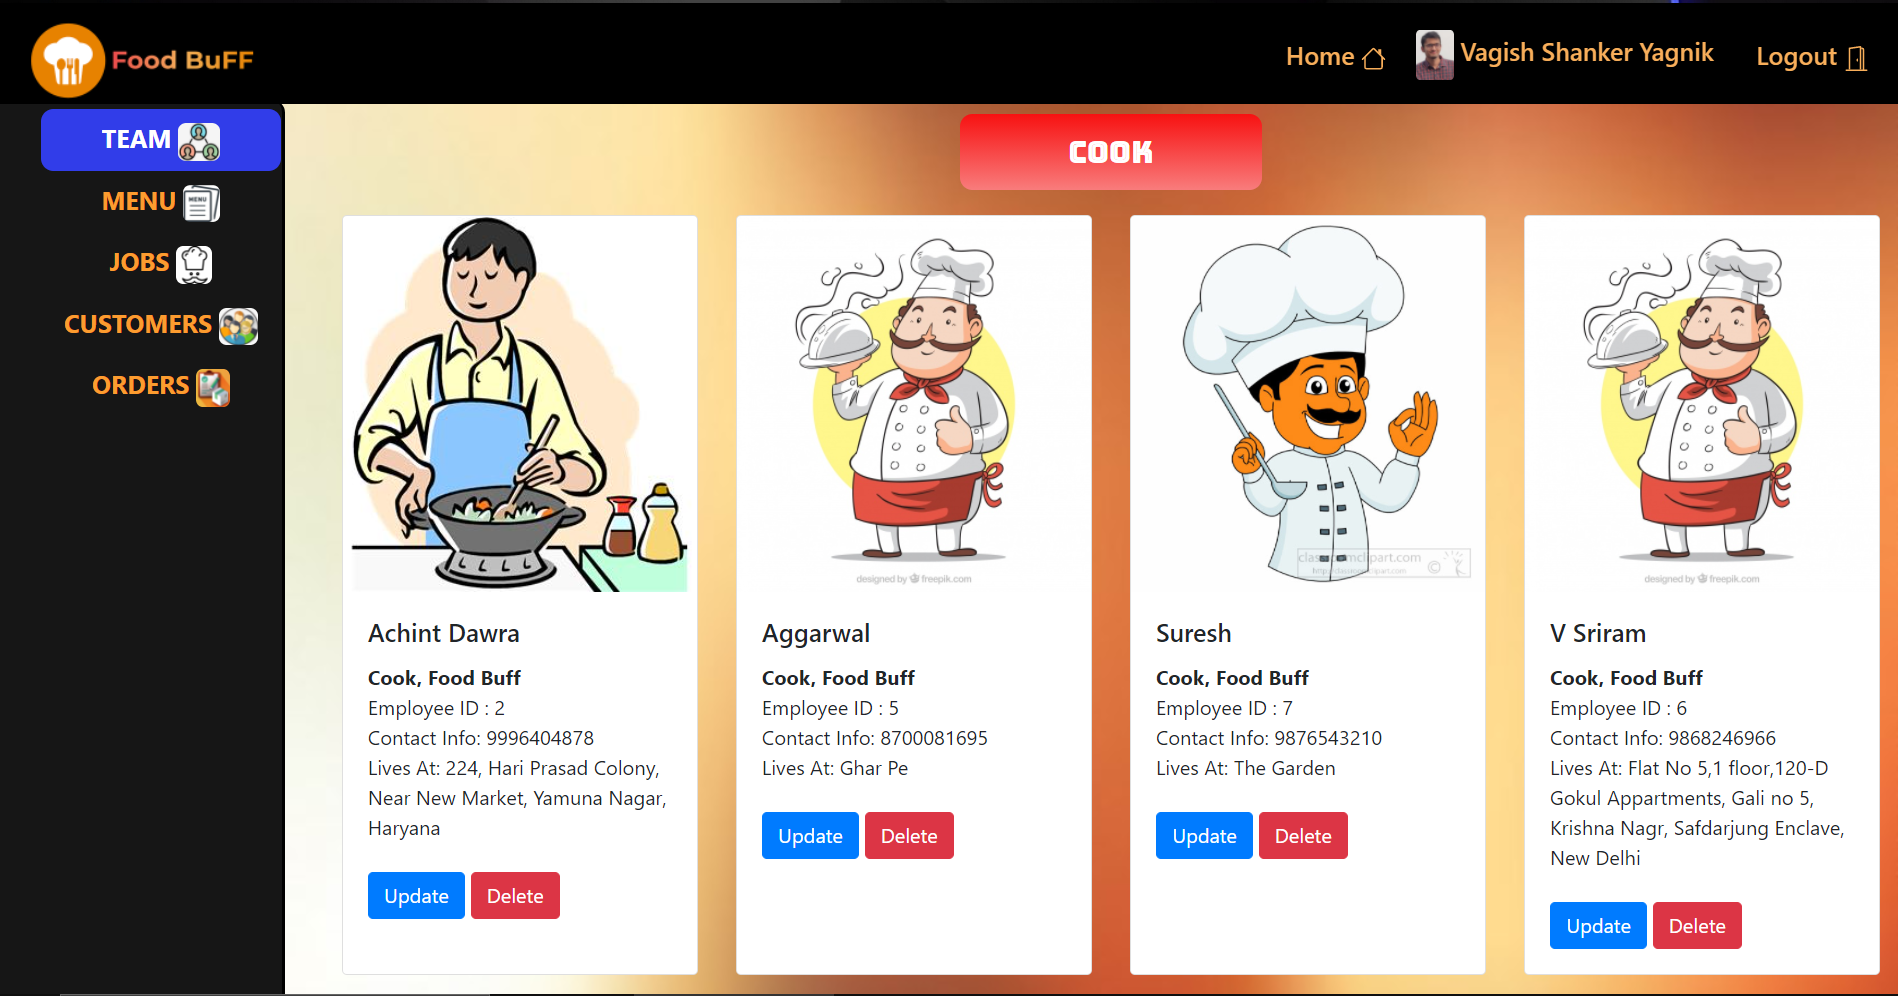 Food BuFF
Home
Vagish Shanker Yagnik
Logout
TEAM
MENU
MENU
JOBS
CUSTOMERS
ORDERS
COOK
designed by freepik.com
classroomclipart.com
©
designed by freepik.com
Achint Dawra
Cook, Food Buff
Employee ID : 2
Contact Info: 9996404878
Lives At: 224, Hari Prasad Colony,
Near New Market, Yamuna Nagar,
Haryana
Update Delete
Aggarwal
Cook, Food Buff
Employee ID : 5
Contact Info: 8700081695
Lives At: Ghar Pe
Update Delete
Suresh
Cook, Food Buff
Employee ID : 7
Contact Info: 9876543210
Lives At: The Garden
Update Delete
V Sriram
Cook, Food Buff
Employee ID : 6
Contact Info: 9868246966
Lives At: Flat No 5,1 floor,120-D
Gokul Appartments, Gali no 5,
Krishna Nagr, Safdarjung Enclave,
New Delhi
Update Delete